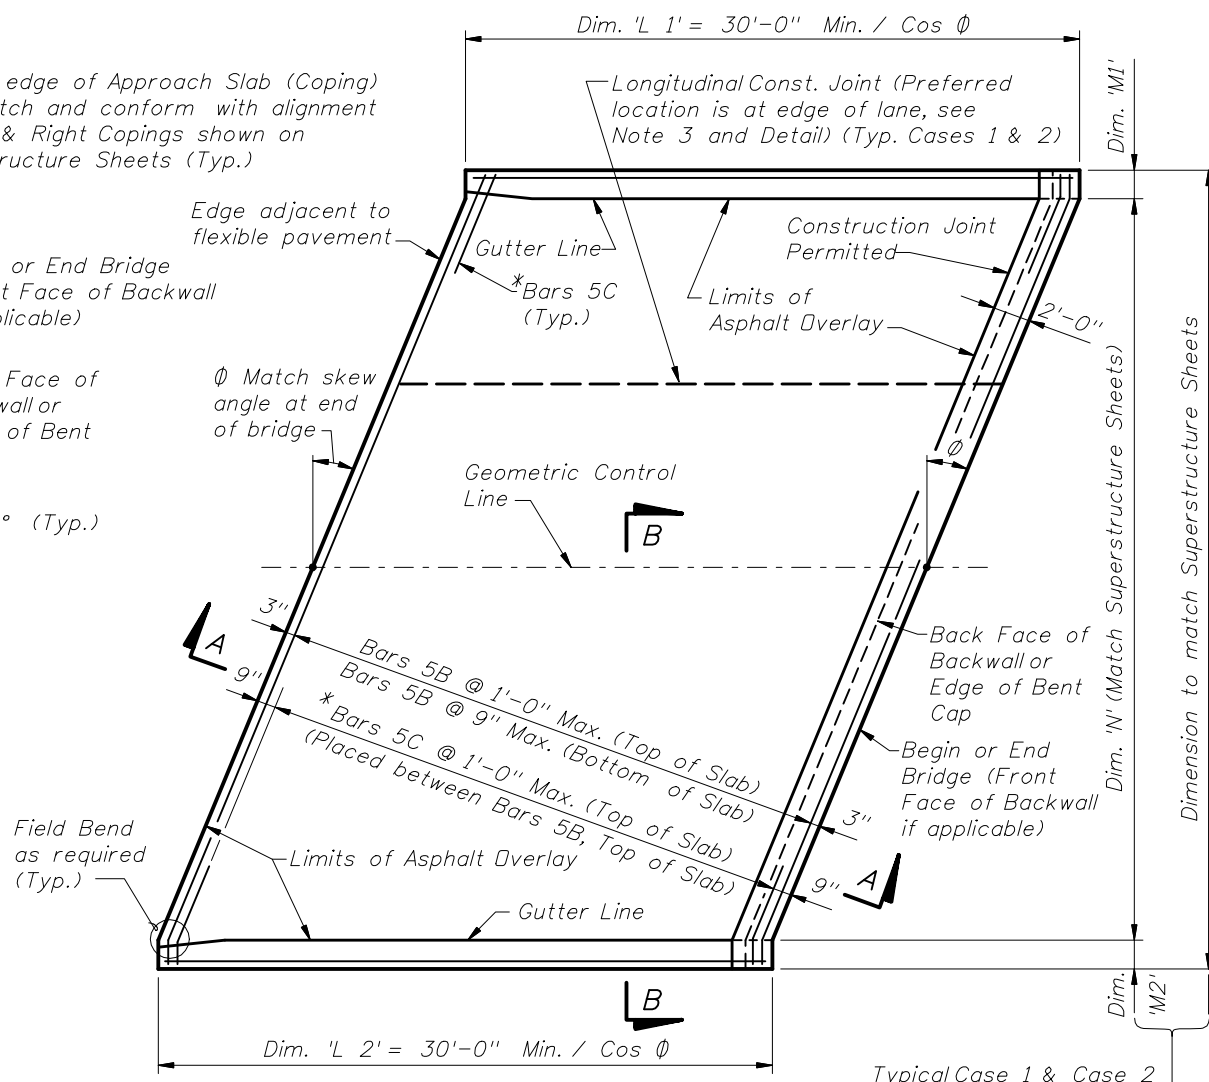 Dim. 'L 1' = 30'-0" Min. / Cos ϕ
edge of Approach Slab (Coping)
tch and conform with alignment
& Right Copings shown on
ructure Sheets (Typ.)
Longitudinal Const. Joint (Preferred
location is at edge of lane, see
Note 3 and Detail) (Typ. Cases 1 & 2)
Dim. 'M1'
Edge adjacent to
flexible pavement
Gutter Line
Construction Joint
Permitted
or End Bridge
t Face of Backwall
plicable)
*Bars 5C
(Typ.)
Limits of
Asphalt Overlay
2'-0"
Face of
wall or
of Bent
ϕ Match skew
angle at end
of bridge
Geometric Control
Line
ϕ
° (Typ.)
B
Dim. 'N' (Match Superstructure Sheets)
Dimension to match Superstructure Sheets
3"
A
9"
Bars 5B @ 1'-0" Max. (Top of Slab)
Bars 5B @ 9" Max. (Bottom of Slab)
*Bars 5C @ 1'-0" Max. (Top of Slab)
(Placed between Bars 5B, Top of Slab)
Back Face of
Backwall or
Edge of Bent
Cap
Begin or End
Bridge (Front
Face of Backwall
if applicable)
3"
9"
A
Field Bend
as required
(Typ.)
Limits of Asphalt Overlay
Gutter Line
B
Dim.
'M2'
Dim. 'L 2' = 30'-0" Min. / Cos ϕ
Typical Case 1 & Case 2